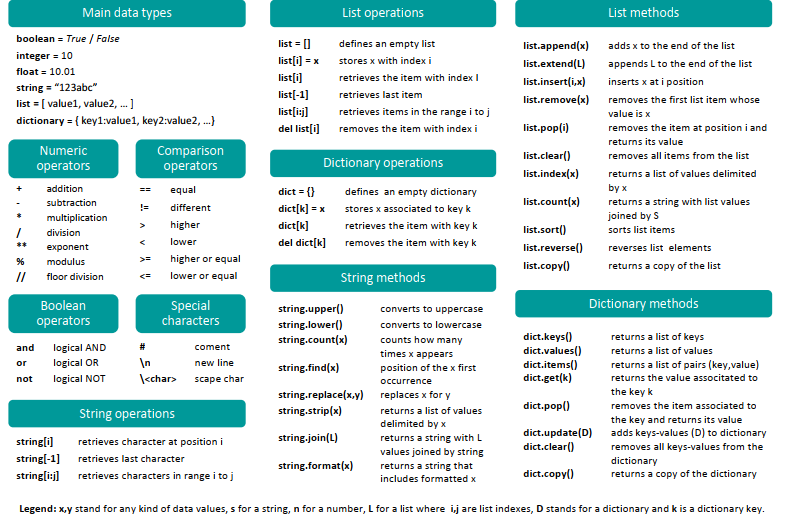 Main data types
boolean = True / False
integer = 10
float = 10.01
string = “123abc”
list = [ value1, value2, … ]
dictionary = { key1:value1, key2:value2, …}
Numeric
operators
+ addition
- subtraction
* multiplication
/ division
** exponent
% modulus
// floor division
Comparison
operators
== equal
!= different
> higher
< lower
>= higher or equal
<= lower or equal
Boolean
operators
and logical AND
or logical OR
not logical NOT
Special
characters
# coment
\n new line
\<char> scape char
String operations
string[i] retrieves character at position i
string[-1] retrieves last character
string[i:j] retrieves characters in range i to j
List operations
list = [] defines an empty list
list[i] = x stores x with index i
list[i] retrieves the item with index I
list[-1] retrieves last item
list[i:j] retrieves items in the range i to j
del list[i] removes the item with index i
Dictionary operations
dict = {} defines an empty dictionary
dict[k] = x stores x associated to key k
dict[k] retrieves the item with key k
del dict[k] removes the item with key k
String methods
string.upper() converts to uppercase
string.lower() converts to lowercase
string.count(x) counts how many
times x appears
string.find(x) position of the x first
occurrence
string.replace(x,y) replaces x for y
string.strip(x) returns a list of values
delimited by x
string.join(L) returns a string with L
values joined by string
string.format(x) returns a string that
includes formatted x
List methods
list.append(x) adds x to the end of the list
list.extend(L) appends L to the end of the list
list.insert(i,x) inserts x at i position
list.remove(x) removes the first list item whose
value is x
list.pop(i) removes the item at position i and
returns its value
list.clear() removes all items from the list
list.index(x) returns a list of values delimited
by x
list.count(x) returns a string with list values
joined by S
list.sort() sorts list items
list.reverse() reverses list elements
list.copy() returns a copy of the list
Dictionary methods
dict.keys() returns a list of keys
dict.values() returns a list of values
dict.items() returns a list of pairs (key,value)
dict.get(k) returns the value associtated to
the key k
dict.pop() removes the item associated to
the key and returns its value
dict.update(D) adds keys-values (D) to dictionary
dict.clear() removes all keys-values from the
dictionary
dict.copy() returns a copy of the dictionary
Legend: x,y stand for any kind of data values, s for a string, n for a number, L for a list where i,j are list indexes, D stands for a dictionary and k is a dictionary key.